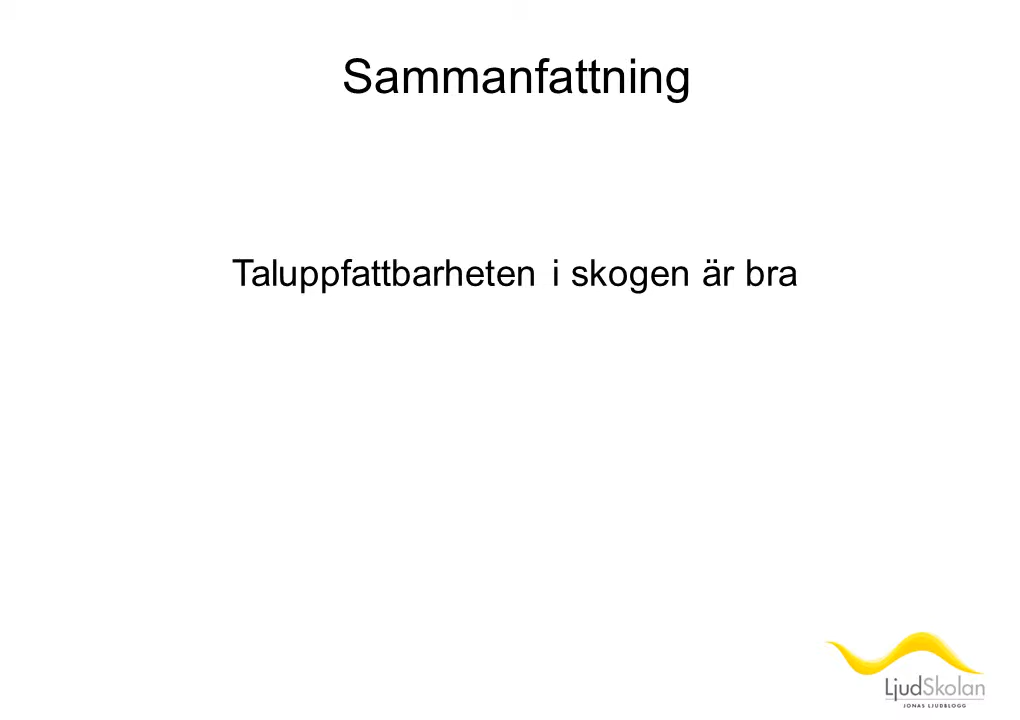 Sammanfattning
Taluppfattbarheten i skogen är bra
LjudSkolan
JONAS LJUDBLOGG